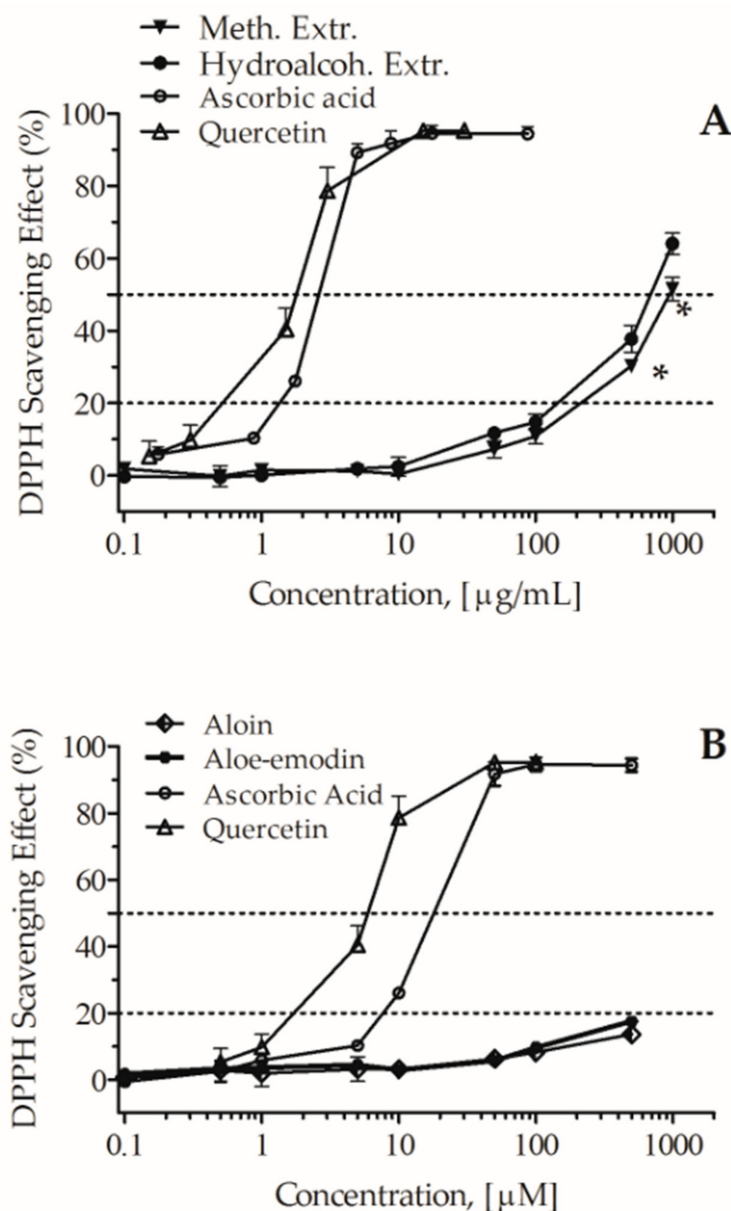 Meth. Extr.
Hydroalcoh. Extr.
Ascorbic acid
Quercetin
A
DPPH Scavenging Effect (%)
100
80
60
40
20
0
*
*
0.1 1 10 100 1000
Concentration, [µg/mL]
Aloin
Aloe-emodin
Ascorbic Acid
Quercetin
B
DPPH Scavenging Effect (%)
100
80
60
40
20
0
0.1 1 10 100 1000
Concentration, [µM]